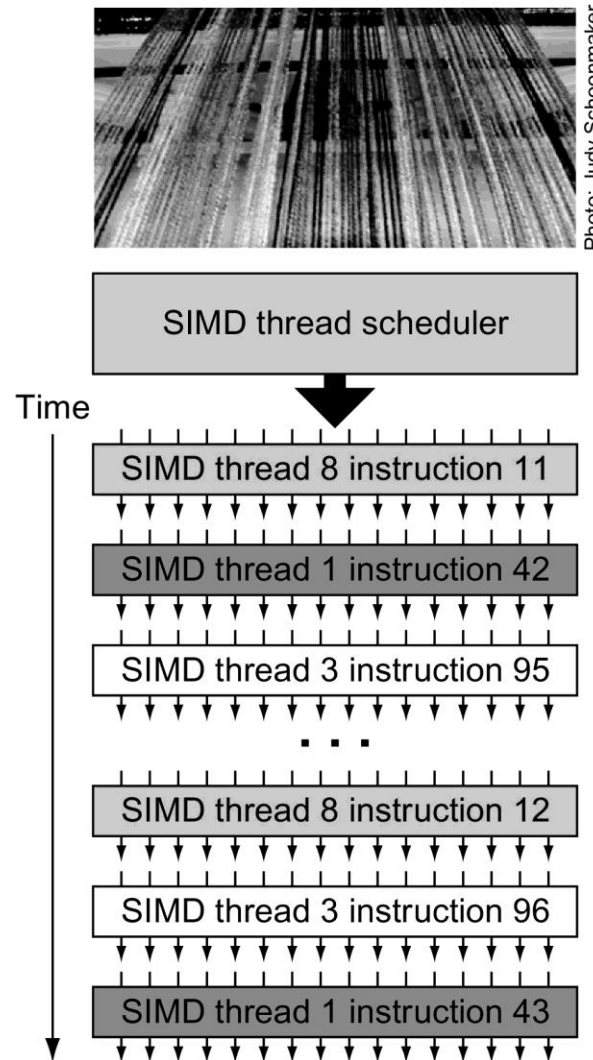 Photo: Judy Schoonmaker
SIMD thread scheduler
Time
SIMD thread 8 instruction 11
SIMD thread 1 instruction 42
SIMD thread 3 instruction 95
. . .
SIMD thread 8 instruction 12
SIMD thread 3 instruction 96
SIMD thread 1 instruction 43